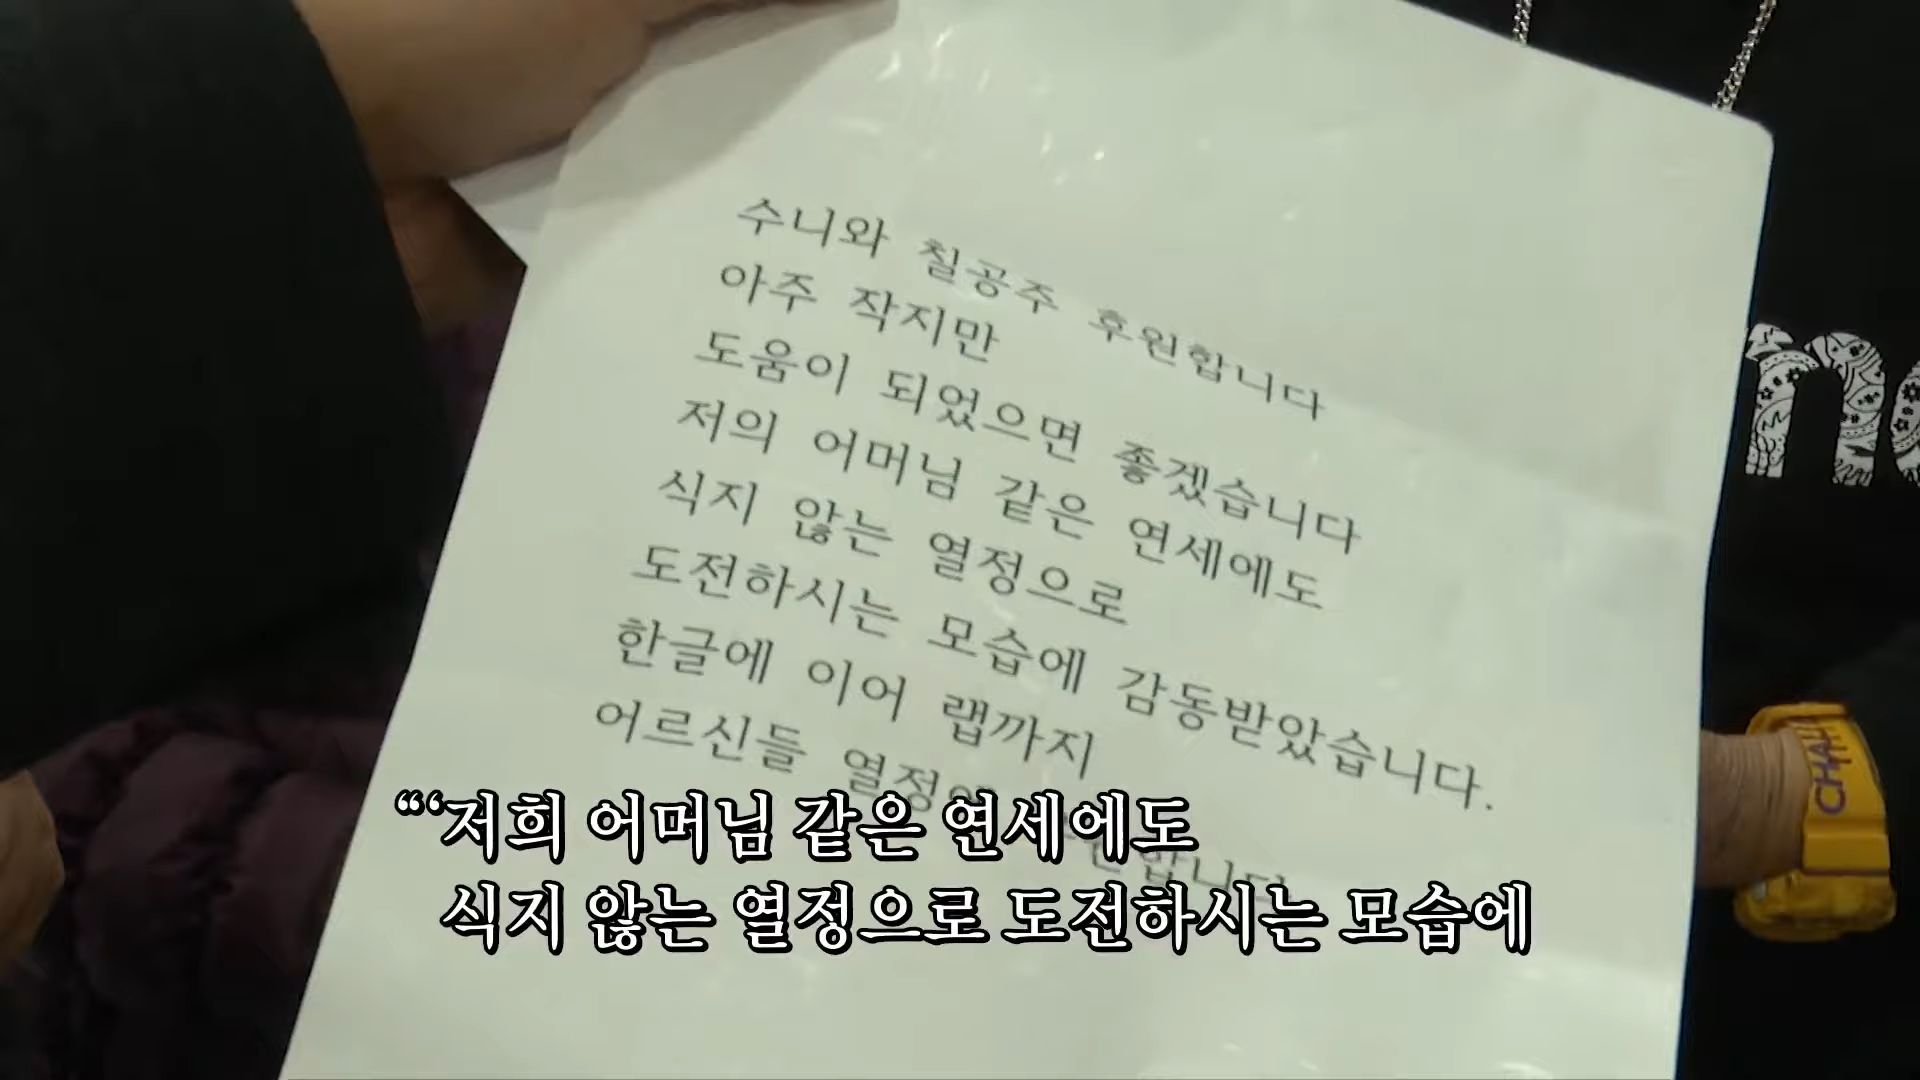 수니와 칠공주 후원합니다
아주 작지만
도움이 되었으면 좋겠습니다
저의 어머님 같은 연세에도
식지 않는 열정으로
도전하시는 모습에 감동받았습니다.
한글에 이어 랩까지
어르신들 열정
“‘저희 어머님 같은 연세에도
식지 않는 열정으로 도전하시는 모습에